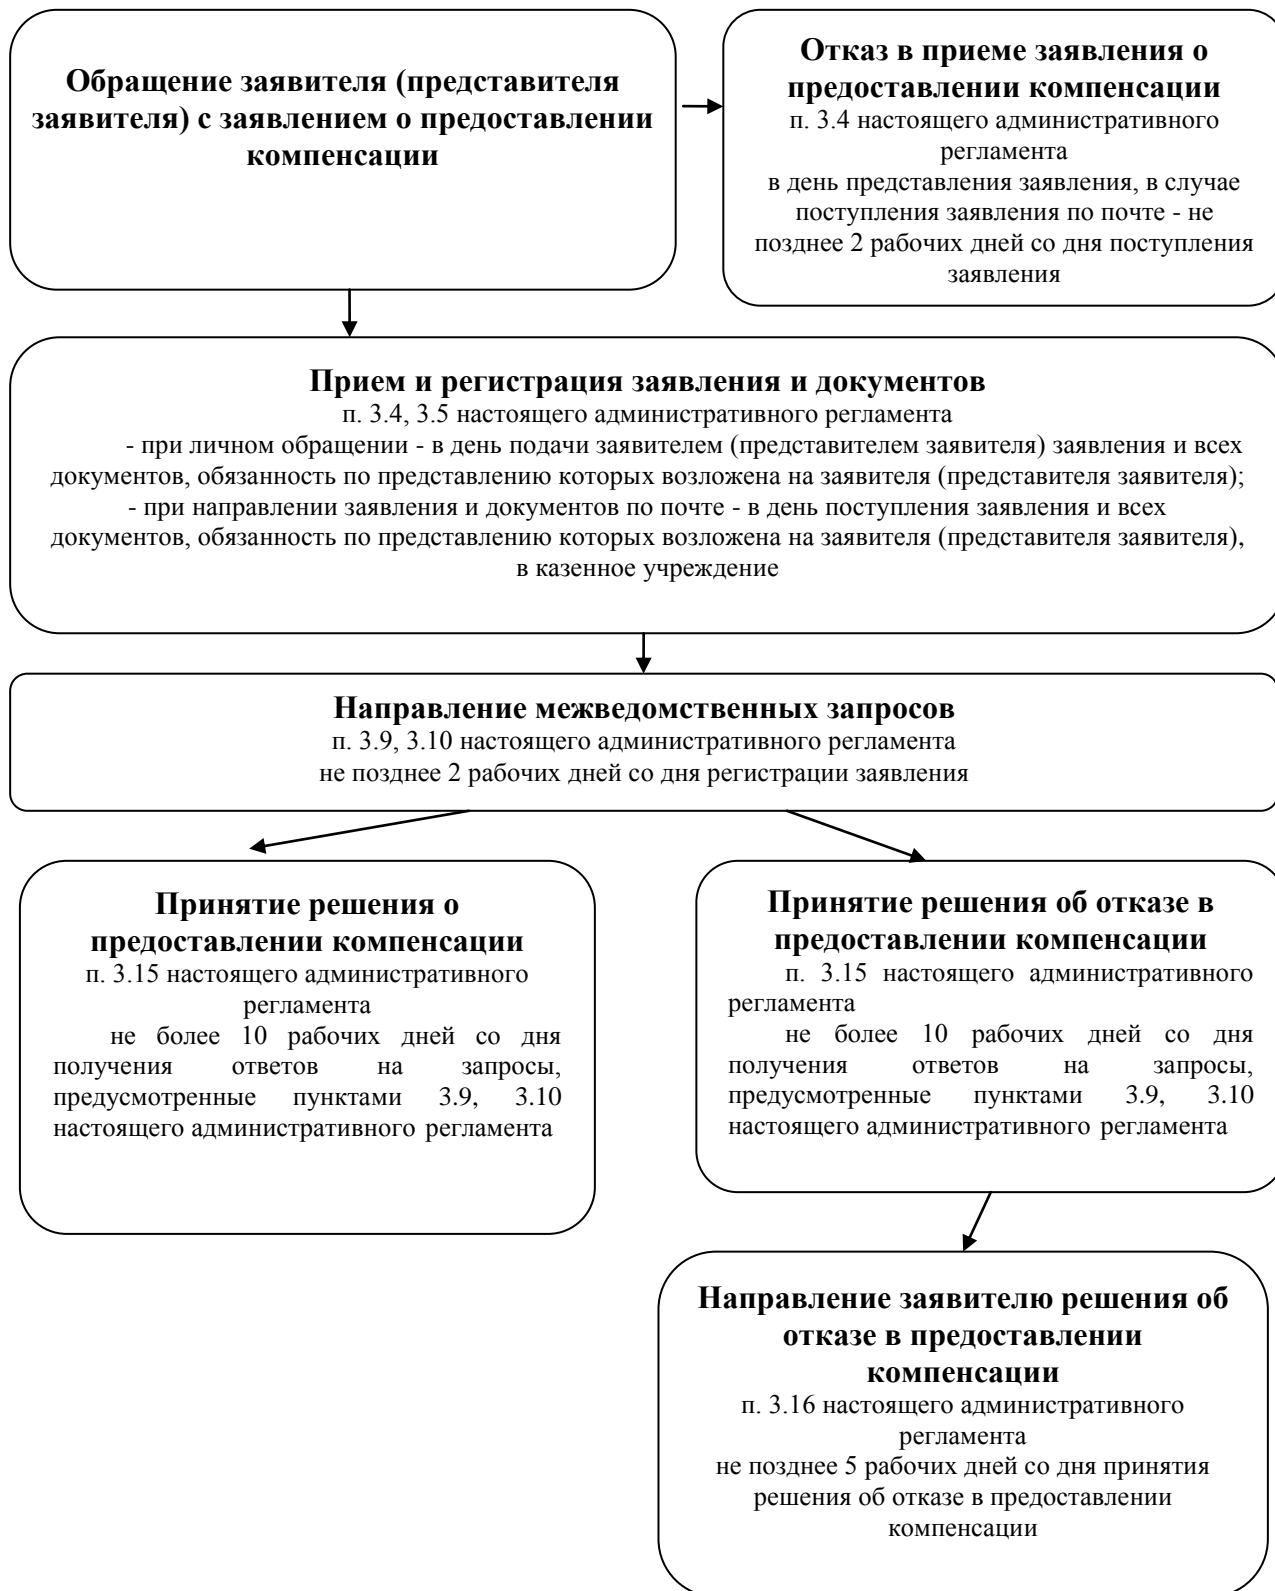 Обращение заявителя (представителя
заявителя) с заявлением о предоставлении
компенсации
Отказ в приеме заявления о
предоставлении компенсации
п. 3.4 настоящего административного
регламента
в день представления заявления, в случае
поступления заявления по почте - не
позднее 2 рабочих дней со дня поступления
заявления
Прием и регистрация заявления и документов
п. 3.4, 3.5 настоящего административного регламента
- при личном обращении - в день подачи заявителем (представителем заявителя) заявления и всех
документов, обязанность по представлению которых возложена на заявителя (представителя заявителя);
- при направлении заявления и документов по почте - в день поступления заявления и всех
документов, обязанность по представлению которых возложена на заявителя (представителя заявителя),
в казенное учреждение
Направление межведомственных запросов
п. 3.9, 3.10 настоящего административного регламента
не позднее 2 рабочих дней со дня регистрации заявления
Принятие решения о
предоставлении компенсации
п. 3.15 настоящего административного
регламента
не более 10 рабочих дней со дня
получения ответов на запросы,
предусмотренные пунктами 3.9, 3.10
настоящего административного регламента
Принятие решения об отказе в
предоставлении компенсации
п. 3.15 настоящего административного
регламента
не более 10 рабочих дней со дня
получения ответов на запросы,
предусмотренные пунктами 3.9, 3.10
настоящего административного регламента
Направление заявителю решения об
отказе в предоставлении
компенсации
п. 3.16 настоящего административного
регламента
не позднее 5 рабочих дней со дня принятия
решения об отказе в предоставлении
компенсации